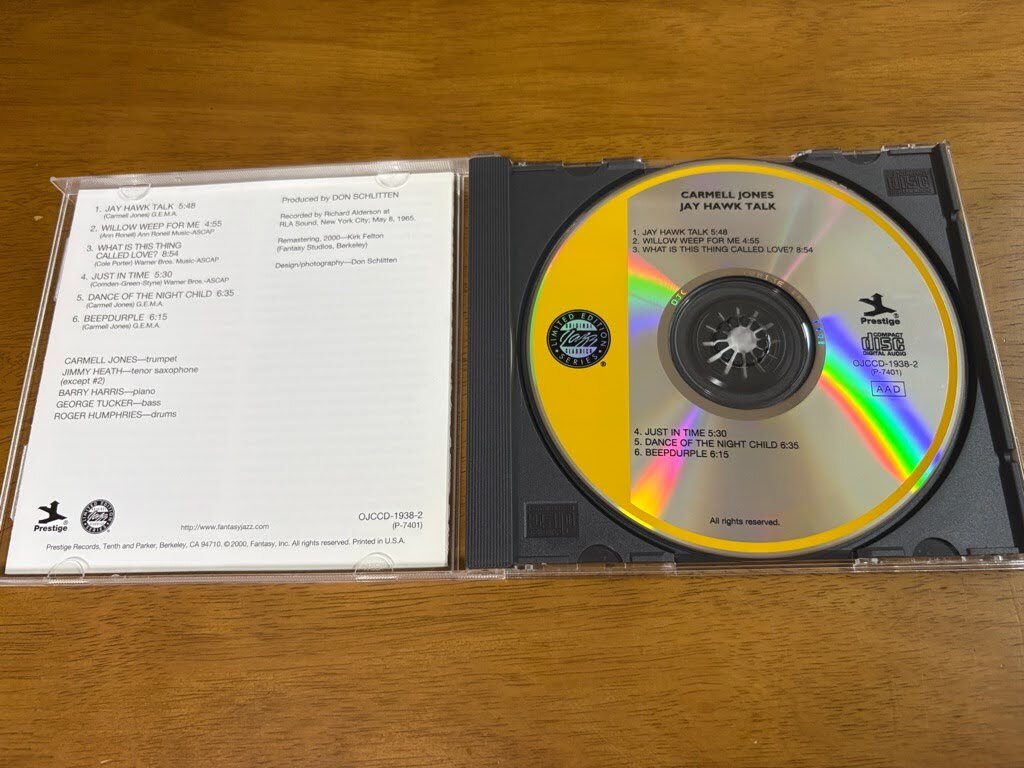 1. JAY HAWK TALK 5:48
(Carmell Jones) G.E.M.A.
2. WILLOW WEEP FOR ME 4:55
(Ann Ronell) Ann Ronell Music-ASCAP
3. WHAT IS THIS THING
CALLED LOVE? 8:54
(Cole Porter) Warner Bros. Music-ASCAP
4. JUST IN TIME 5:30
(Comden-Green-Styne) Warner Bros.-ASCAP
5. DANCE OF THE NIGHT CHILD 6:35
(Carmell Jones) G.E.M.A.
6. BEEPDURPLE 6:15
(Carmell Jones) G.E.M.A.
CARMELL JONES—trumpet
JIMMY HEATH—tenor saxophone
(except #2)
BARRY HARRIS—piano
GEORGE TUCKER—bass
ROGER HUMPHRIES—drums
Produced by DON SCHLITTEN
Recorded by Richard Alderson at
RLA Sound, New York City; May 8, 1965.
Remastering, 2000—Kirk Felton
(Fantasy Studios, Berkeley)
Design/photography—Don Schlitten
Prestige®
LIMITED EDITION
SERIES
http://www.fantasyjazz.com
OJCCD-1938-2
(P-7401)
Prestige Records, Tenth and Parker, Berkeley, CA 94710. © 2000, Fantasy, Inc. All rights reserved. Printed in U.S.A.
CARMELL JONES
JAY HAWK TALK
1. JAY HAWK TALK 5:48
2. WILLOW WEEP FOR ME 4:55
3. WHAT IS THIS THING CALLED LOVE? 8:54
LIMITED EDITION
ORIGINAL
Jazz
CLASSICS
SERIES
®
Prestige®
COMPACT
disc
DIGITAL AUDIO
OJCCD-1938-2
(P-7401)
AAD
4. JUST IN TIME 5:30
5. DANCE OF THE NIGHT CHILD 6:35
6. BEEPDURPLE 6:15
All rights reserved.